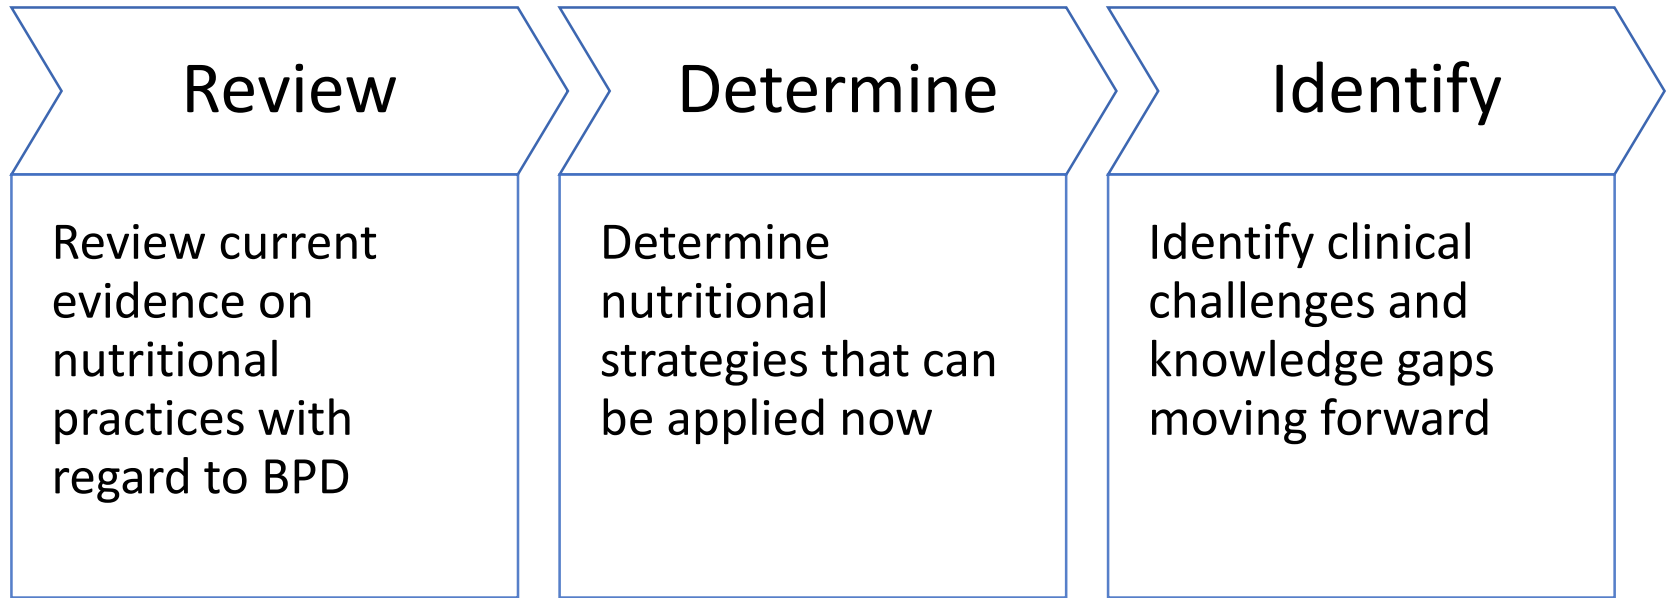 Review
Review current
evidence on
nutritional
practices with
regard to BPD
Determine
Determine
nutritional
strategies that can
be applied now
Identify
Identify clinical
challenges and
knowledge gaps
moving forward